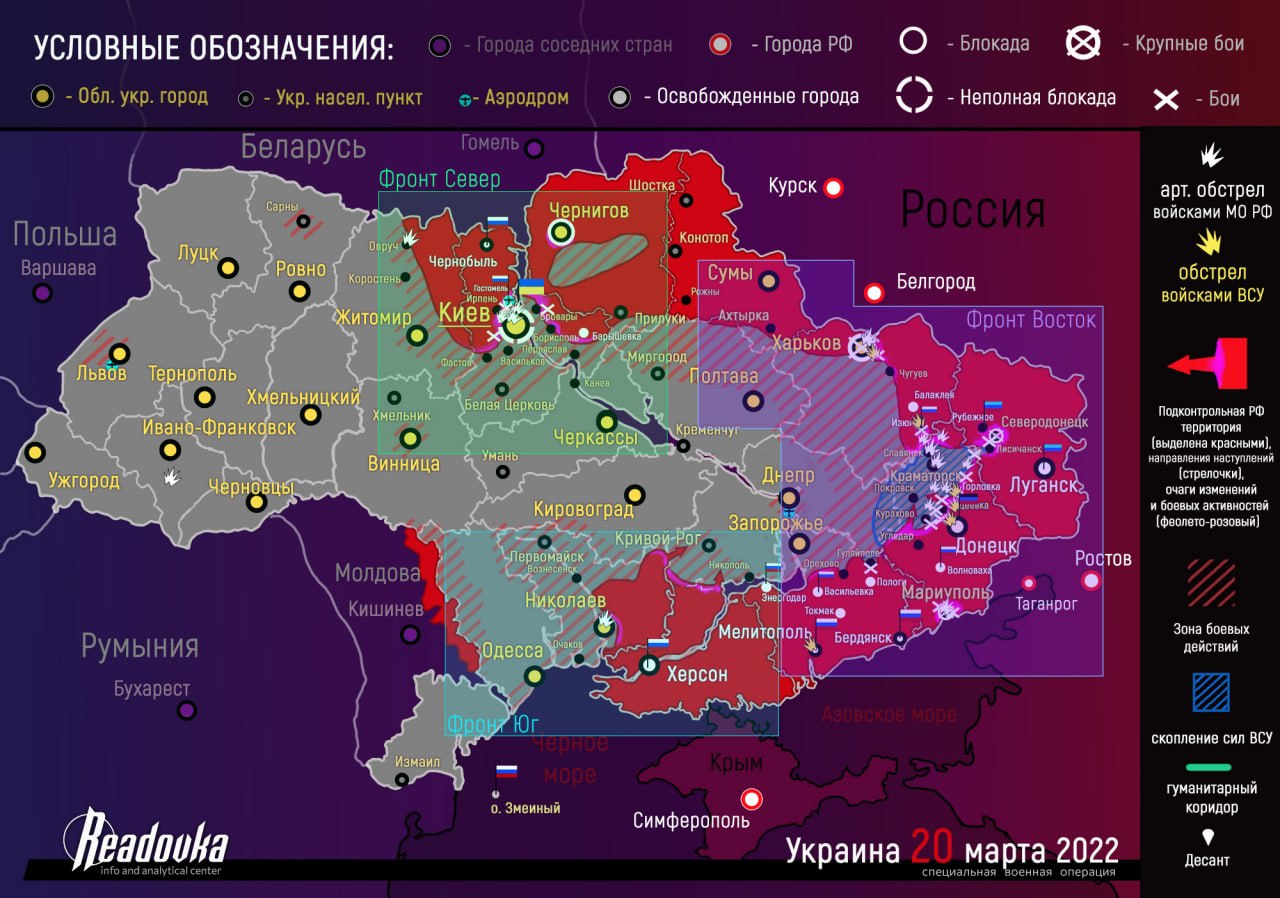 УСЛОВНЫЕ ОБОЗНАЧЕНИЯ:
- Города соседних стран
- Города РФ
- Блокада
- Крупные бои
- Обл. укр. город
- Укр. насел. пункт
- Аэродром
- Освобожденные города
- Неполная блокада
- Бои
Беларусь
Гомель
Фронт Север
Шостка
Курск
Россия
Польша
Варшава
Сарны
Луцк
Ровно
Овруч
Чернобыль
Чернигов
Конотоп
Коростень
Гостомель
Ирпень
Киев
Житомир
Бровары
Борисполь
Барышевка
Прилуки
Переяслав
Васильков
Фастов
Сумы
Белгород
Ахтырка
Фронт Восток
Харьков
Чугуев
Миргород
Полтава
Львов
Тернополь
Хмельницкий
Ивано-Франковск
Ужгород
Черновцы
Хмельник
Белая Церковь
Канев
Черкассы
Винница
Умань
Кременчуг
Балаклея
Изюм
Рубежное
Северодонецк
Лисичанск
Славянск
Краматорск
Луганск
Покровск
Горловка
Днепр
Кировоград
Запорожье
Курахово
Угледар
Донецк
Кривой Рог
Первомайск
Вознесенск
Никополь
Гуляйполе
Орехово
Волноваха
Ростов
Молдова
Кишинев
Николаев
Энергодар
Васильевка
Пологи
Мариуполь
Таганрог
Токмак
Мелитополь
Бердянск
Румыния
Бухарест
Одесса
Очаков
Херсон
Фронт Юг
Черное
море
Азовское море
Измаил
о. Змеиный
Крым
Симферополь
Readovka
info and analytical center
Украина 20 марта 2022
специальная военная операция
арт. обстрел
войсками МО РФ
обстрел
войсками ВСУ
Подконтрольная РФ
территория
(выделена красными),
направления наступлений
(стрелочки),
очаги изменений
и боевых активностей
(феолето-розовый)
Зона боевых
действий
скопление сил ВСУ
гуманитарный
коридор
Десант